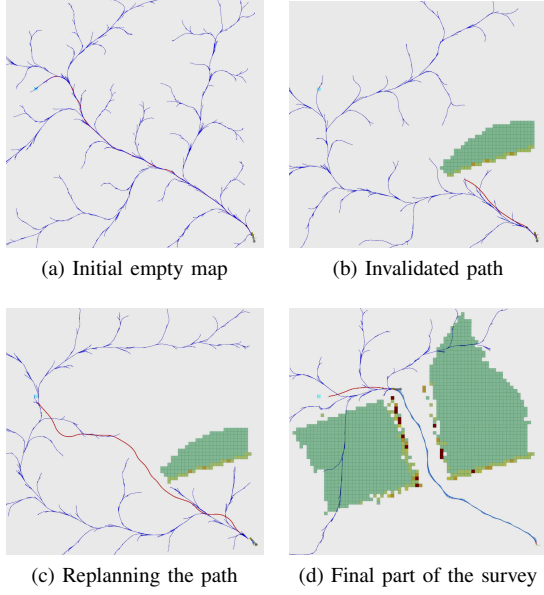 (a) Initial empty map
(b) Invalidated path
(c) Replanning the path
(d) Final part of the survey